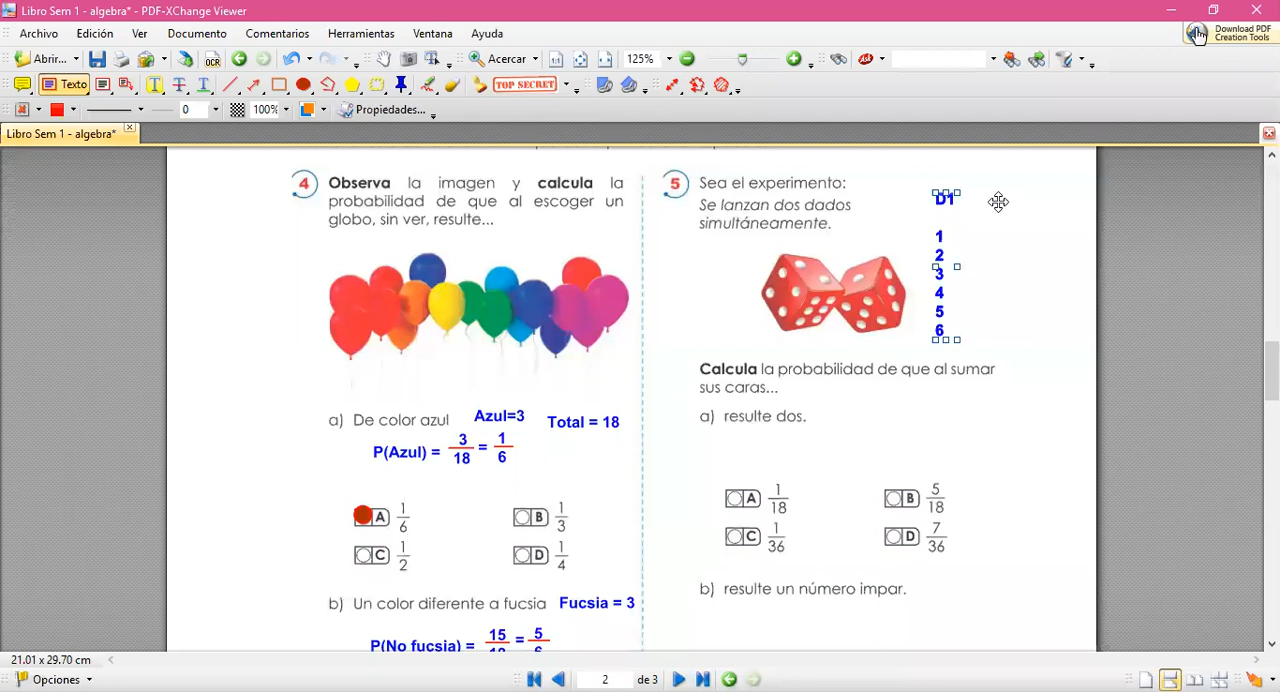 Libro Sem 1 - algebra* - PDF-XChange Viewer
Archivo Edición Ver Documento Comentarios Herramientas Ventana Ayuda
Download PDF
Creation Tools
Abrir... OCR Acercar 125%
Texto TOP SECRET
0 100% Propiedades...
Libro Sem 1 - algebra*
4 Observa la imagen y calcula la
probabilidad de que al escoger un
globo, sin ver, resulte...
a) De color azul Azul=3 Total = 18
P(Azul) = 3/18 = 1/6
A 1/6 B 1/3
C 1/2 D 1/4
b) Un color diferente a fucsia Fucsia = 3
P(No fucsia) = 15/18 = 5/6
5 Sea el experimento:
Se lanzan dos dados
simultáneamente.
D1
1
2
3
4
5
6
Calcula la probabilidad de que al sumar
sus caras...
a) resulte dos.
A 1/18 B 5/18
C 1/36 D 7/36
b) resulte un número impar.
21.01 x 29.70 cm
Opciones 2 de 3